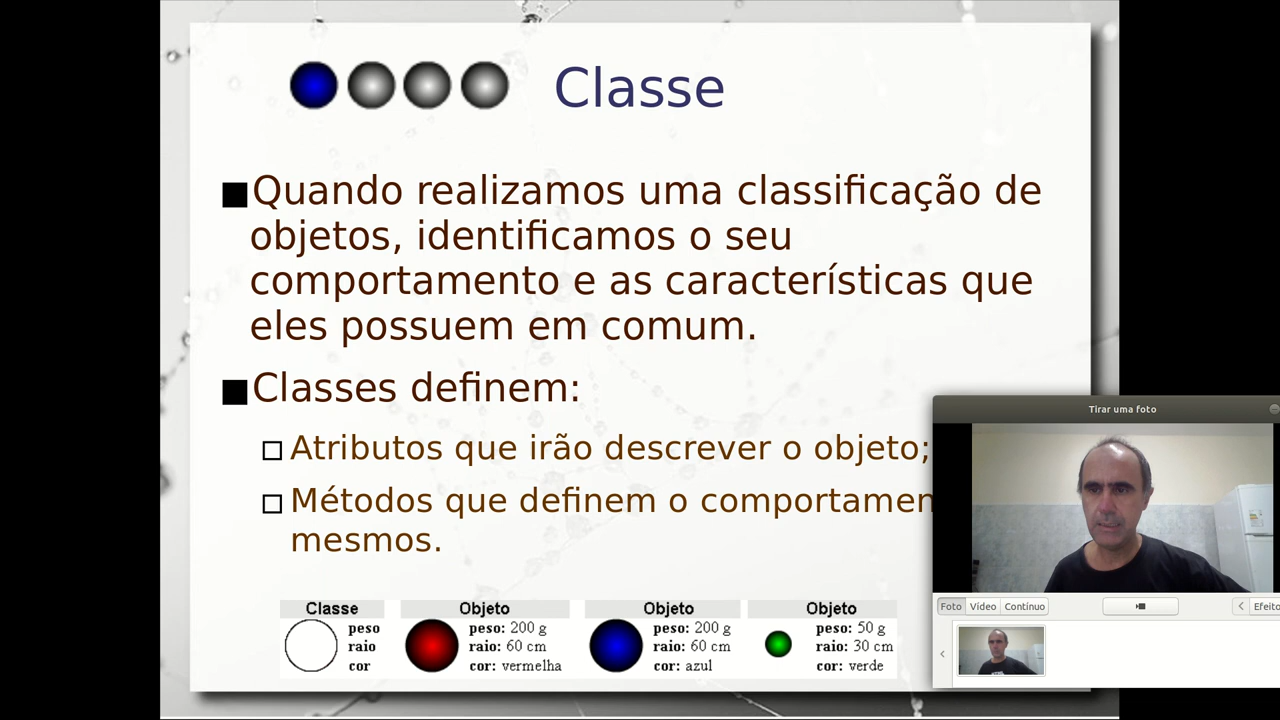 Classe
Quando realizamos uma classificação de
objetos, identificamos o seu
comportamento e as características que
eles possuem em comum.
Classes definem:
Atributos que irão descrever o objeto;
Métodos que definem o comportamen
mesmos.
Classe
peso
raio
cor
Objeto
peso: 200 g
raio: 60 cm
cor: vermelha
Objeto
peso: 200 g
raio: 60 cm
cor: azul
Objeto
peso: 50 g
raio: 30 cm
cor: verde
Tirar uma foto
Foto Vídeo Contínuo Efeito